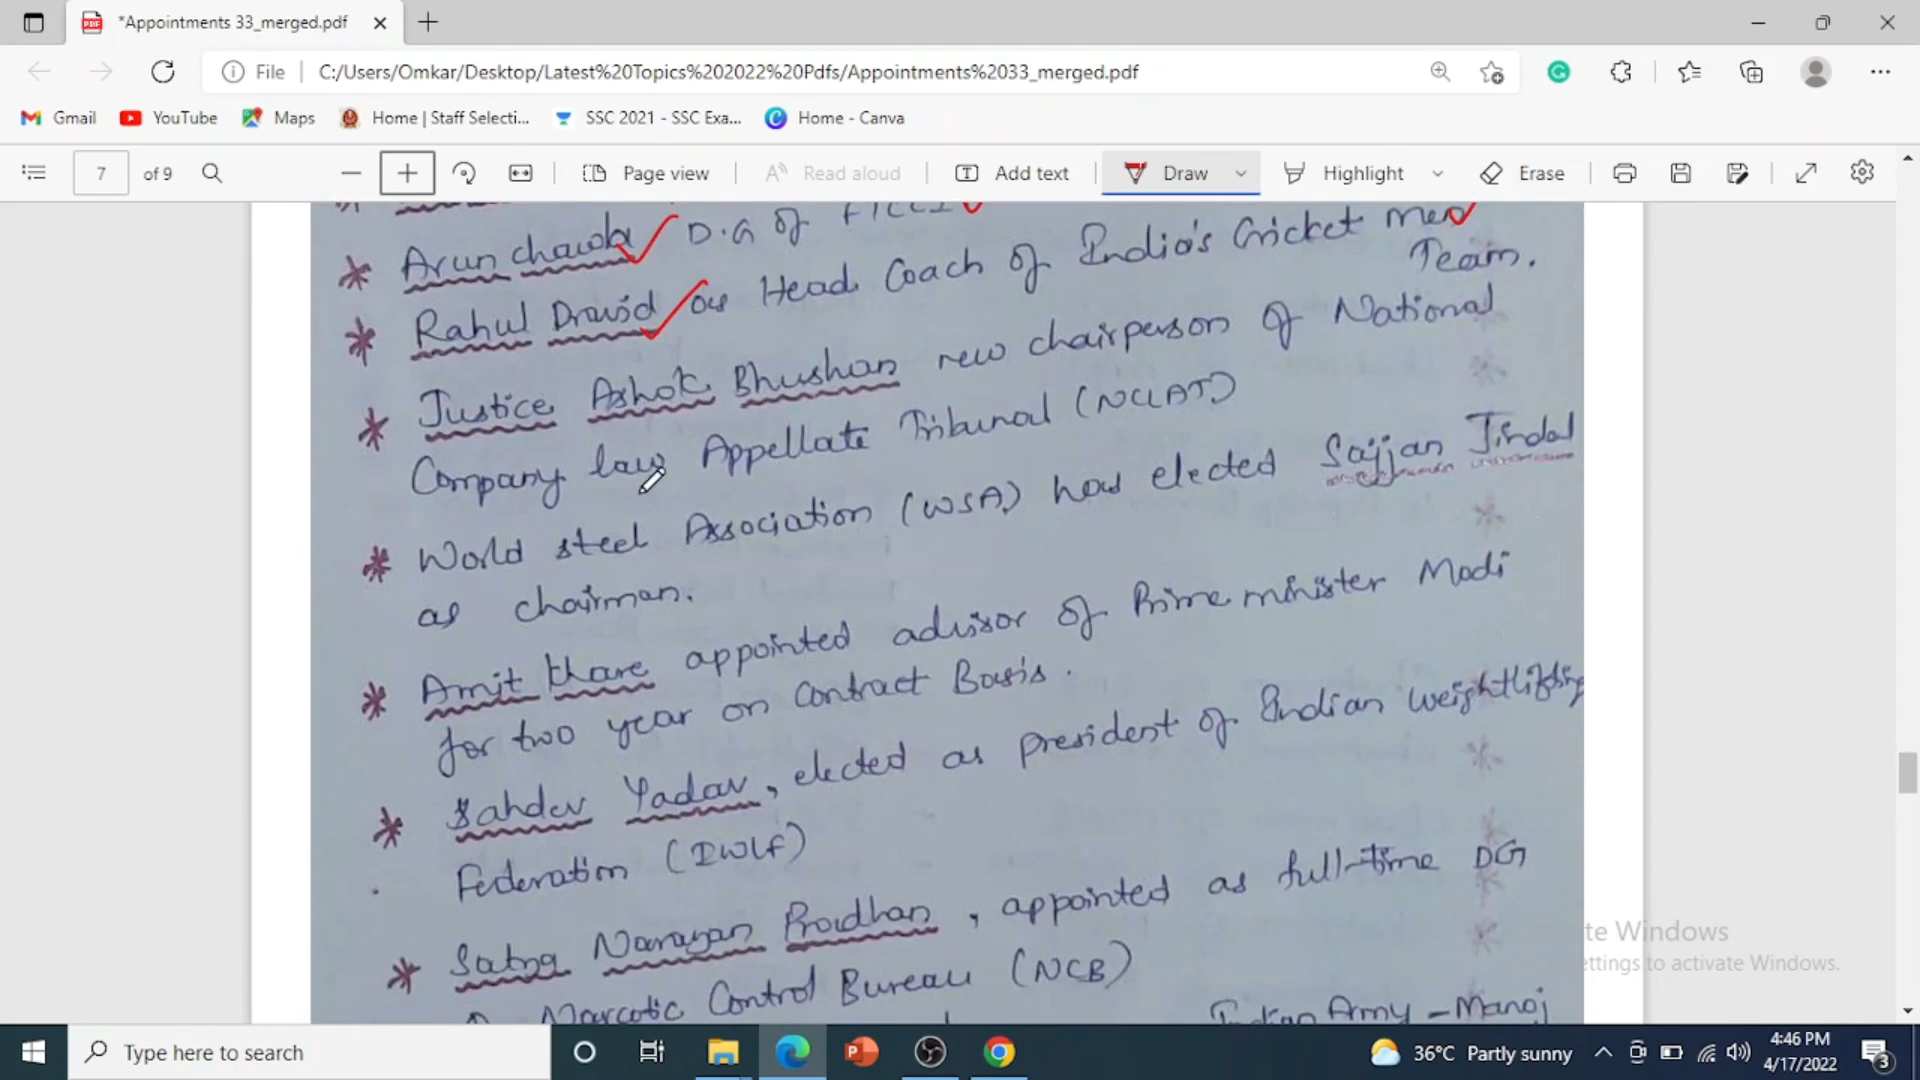 *Appointments 33_merged.pdf
File
C:/Users/Omkar/Desktop/Latest%20Topics%202022%20Pdfs/Appointments%2033_merged.pdf
Gmail YouTube Maps Home | Staff Selecti... SSC 2021 - SSC Exa... Home - Canva
7 of 9 Page view Read aloud Add text Draw Highlight Erase
* Arun chawla D.G of FICCI
* Rahul Dravid as Head Coach of India's Cricket men
Team.
* Justice Ashok Bhushan new chairperson of National
Company law Appellate Tribunal (NCLAT)
* World steel Association (WSA) has elected Sajjan Jindal
as chairman.
* Amit khare appointed advisor of Prime minister Modi
for two year on contract Basis.
* Sahdev Yadav, elected as president of Indian weightlifting
Federation (IWLF)
* Satya Narayan Pradhan, appointed as full-time DG
Narcotic Control Bureau (NCB)
Indian Army - Manoj
te Windows
ettings to activate Windows.
Type here to search
36°C Partly sunny
4:46 PM
4/17/2022
3